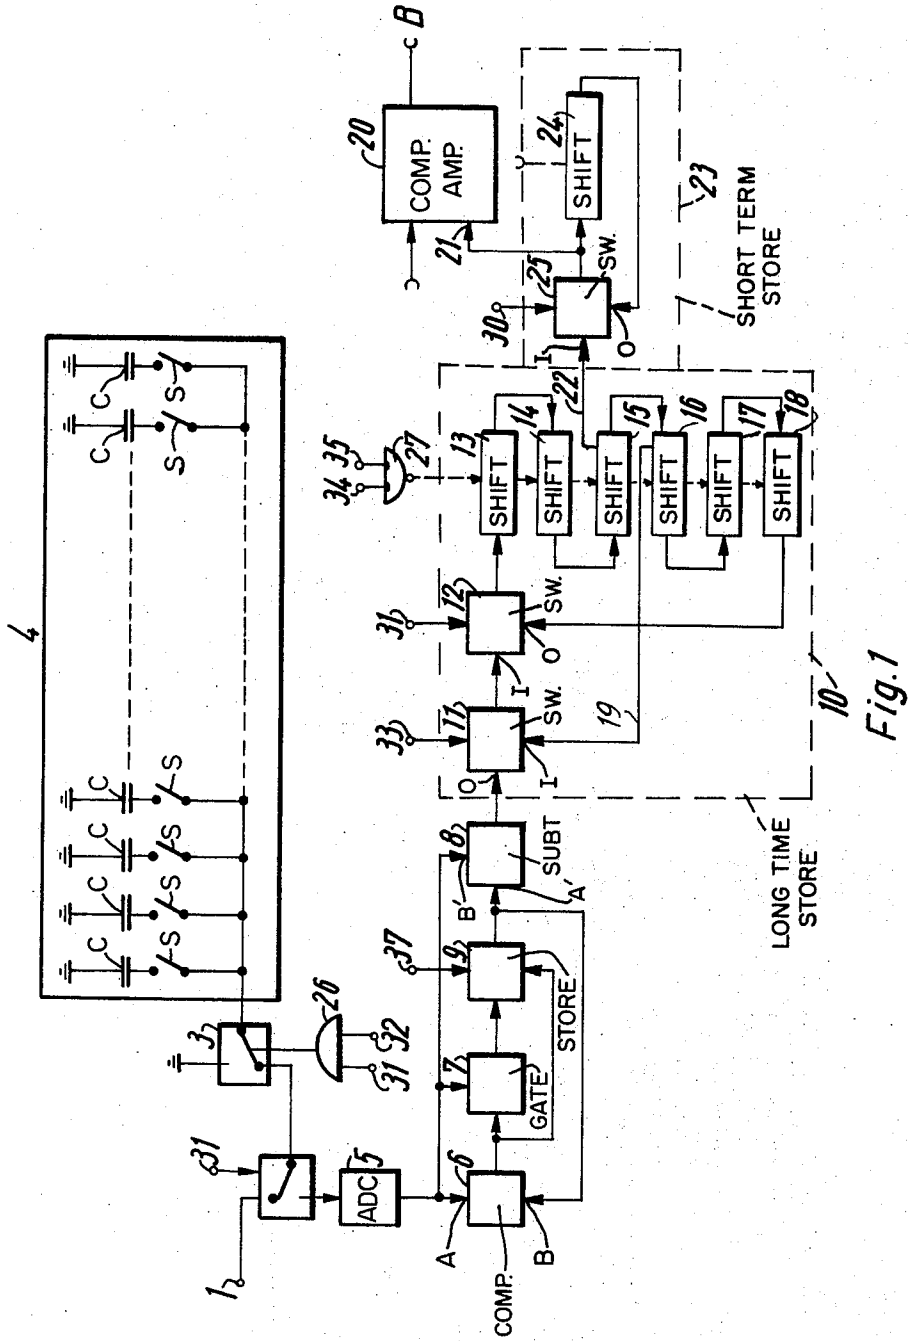 4
C
C
C
C
C
C
S
S
S
S
S
S
3
26
31
32
31
1
ADC
5
A
6
B
COMP.
7
GATE
9
STORE
37
B'
8
SUBT
A'
33
O
11
SW.
I
31
12
SW.
I
O
19
34
35
27
SHIFT 13
SHIFT 14
SHIFT 15
SHIFT 16
SHIFT 17
SHIFT 18
22
I
30
25
SW.
O
21
20
COMP.
AMP.
B
SHIFT
24
23
SHORT TERM
STORE
LONG TIME
STORE
10
Fig.1